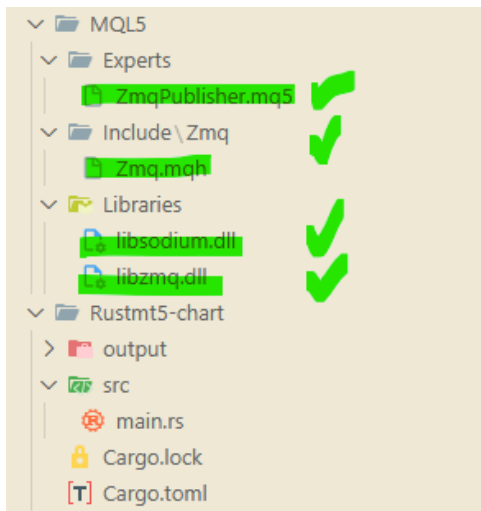 MQL5
Experts
ZmqPublisher.mq5
Include\Zmq
Zmq.mqh
Libraries
libsodium.dll
libzmq.dll
Rustmt5-chart
output
src
main.rs
Cargo.lock
Cargo.toml